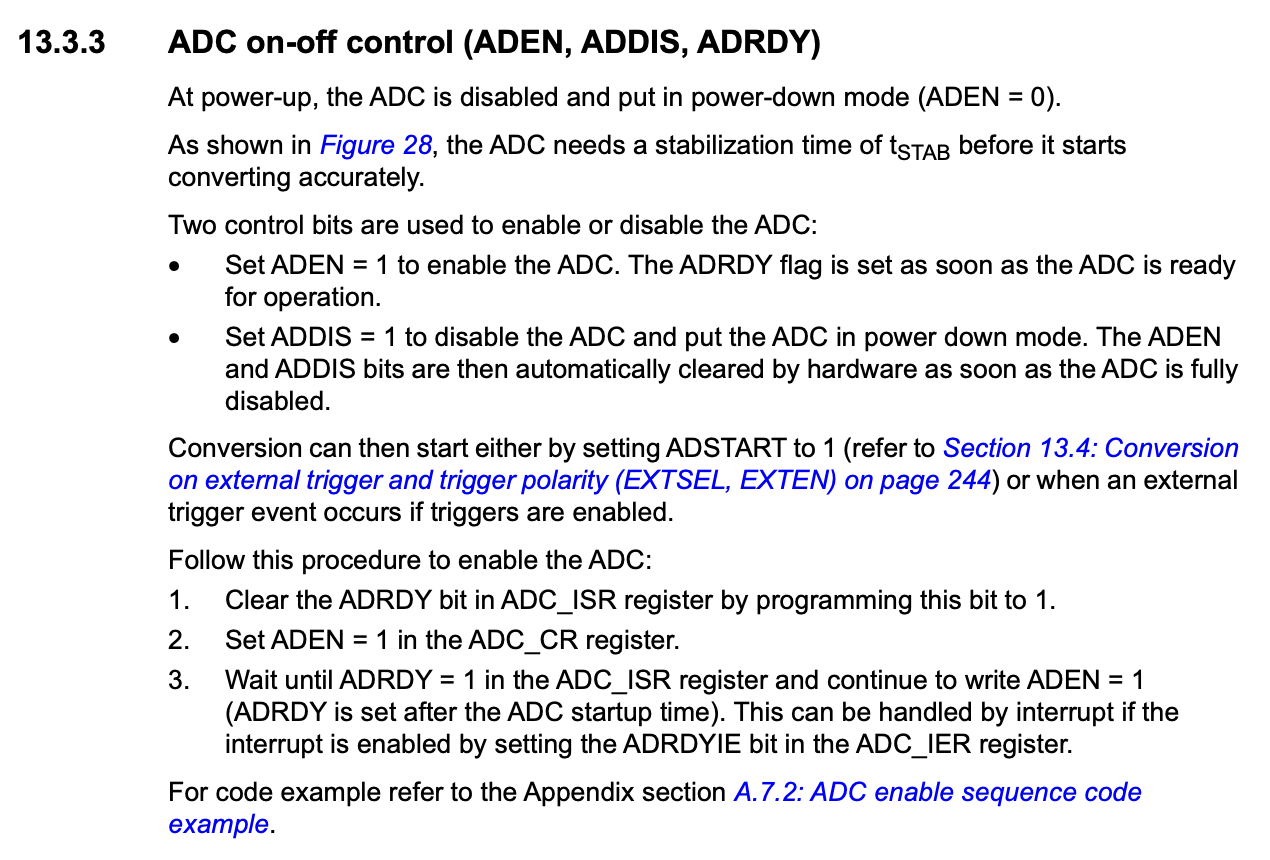 13.3.3 ADC on-off control (ADEN, ADDIS, ADRDY)
At power-up, the ADC is disabled and put in power-down mode (ADEN = 0).
As shown in Figure 28, the ADC needs a stabilization time of tSTAB before it starts
converting accurately.
Two control bits are used to enable or disable the ADC:
• Set ADEN = 1 to enable the ADC. The ADRDY flag is set as soon as the ADC is ready
for operation.
• Set ADDIS = 1 to disable the ADC and put the ADC in power down mode. The ADEN
and ADDIS bits are then automatically cleared by hardware as soon as the ADC is fully
disabled.
Conversion can then start either by setting ADSTART to 1 (refer to Section 13.4: Conversion
on external trigger and trigger polarity (EXTSEL, EXTEN) on page 244) or when an external
trigger event occurs if triggers are enabled.
Follow this procedure to enable the ADC:
1. Clear the ADRDY bit in ADC_ISR register by programming this bit to 1.
2. Set ADEN = 1 in the ADC_CR register.
3. Wait until ADRDY = 1 in the ADC_ISR register and continue to write ADEN = 1
(ADRDY is set after the ADC startup time). This can be handled by interrupt if the
interrupt is enabled by setting the ADRDYIE bit in the ADC_IER register.
For code example refer to the Appendix section A.7.2: ADC enable sequence code
example.